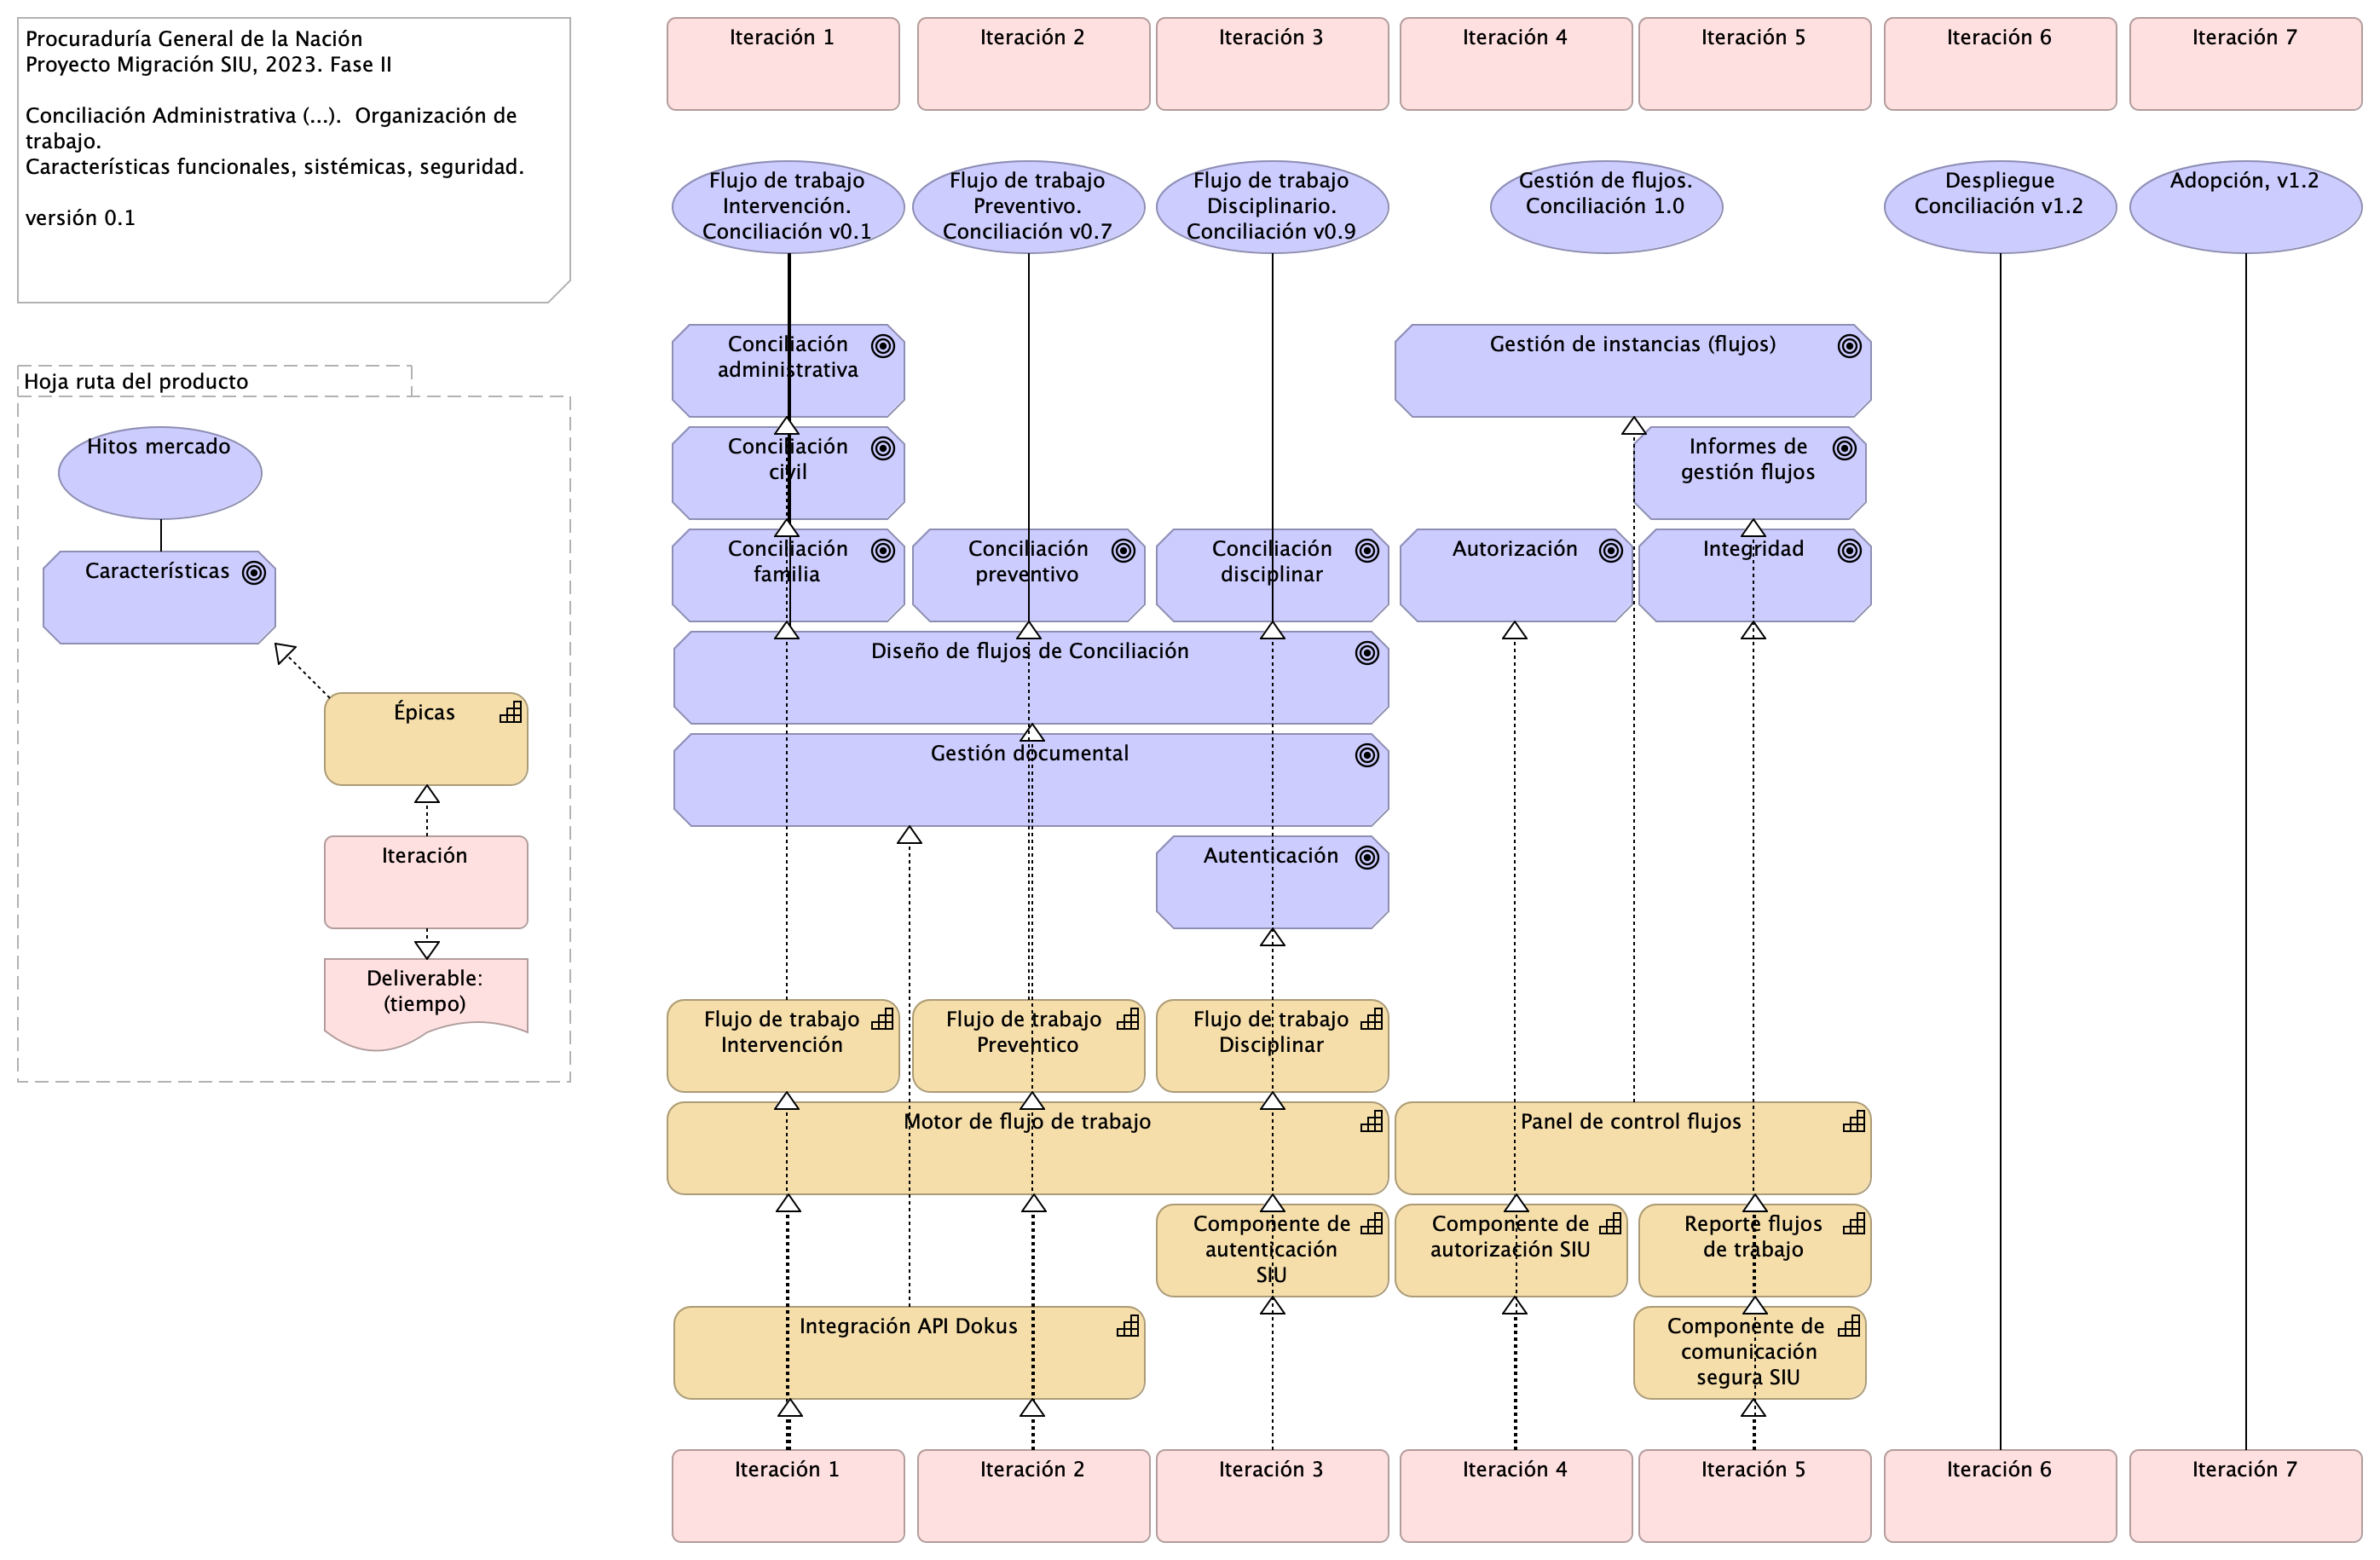 Procuraduría General de la Nación
Proyecto Migración SIU, 2023. Fase II
Conciliación Administrativa (...).  Organización de
trabajo.
Características funcionales, sistémicas, seguridad.
versión 0.1
Hoja ruta del producto
Hitos mercado
Características
Épicas
Iteración
Deliverable:
(tiempo)
Iteración 1
Iteración 2
Iteración 3
Iteración 4
Iteración 5
Iteración 6
Iteración 7
Flujo de trabajo
Intervención.
Conciliación v0.1
Flujo de trabajo
Preventivo.
Conciliación v0.7
Flujo de trabajo
Disciplinario.
Conciliación v0.9
Gestión de flujos.
Conciliación 1.0
Despliegue
Conciliación v1.2
Adopción, v1.2
Conciliación
administrativa
Gestión de instancias (flujos)
Conciliación
civil
Informes de
gestión flujos
Conciliación
familia
Conciliación
preventivo
Conciliación
disciplinar
Autorización
Integridad
Diseño de flujos de Conciliación
Gestión documental
Autenticación
Flujo de trabajo
Intervención
Flujo de trabajo
Preventico
Flujo de trabajo
Disciplinar
Motor de flujo de trabajo
Panel de control flujos
Componente de
autenticación
SIU
Componente de
autorización SIU
Reporte flujos
de trabajo
Integración API Dokus
Componente de
comunicación
segura SIU
Iteración 1
Iteración 2
Iteración 3
Iteración 4
Iteración 5
Iteración 6
Iteración 7